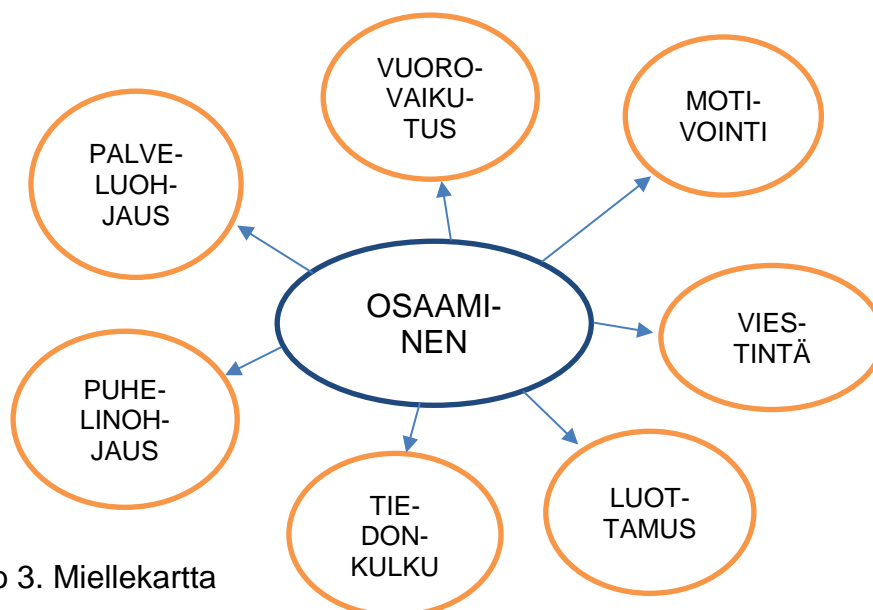 VUORO-
VAIKU-
TUS
MOTI-
VOINTI
PALVE-
LUOH-
JAUS
OSAAMI-
NEN
VIES-
TINTÄ
PUHE-
LINOH-
JAUS
TIE-
DON-
KULKU
LUOT-
TAMUS
3. Miellekartta